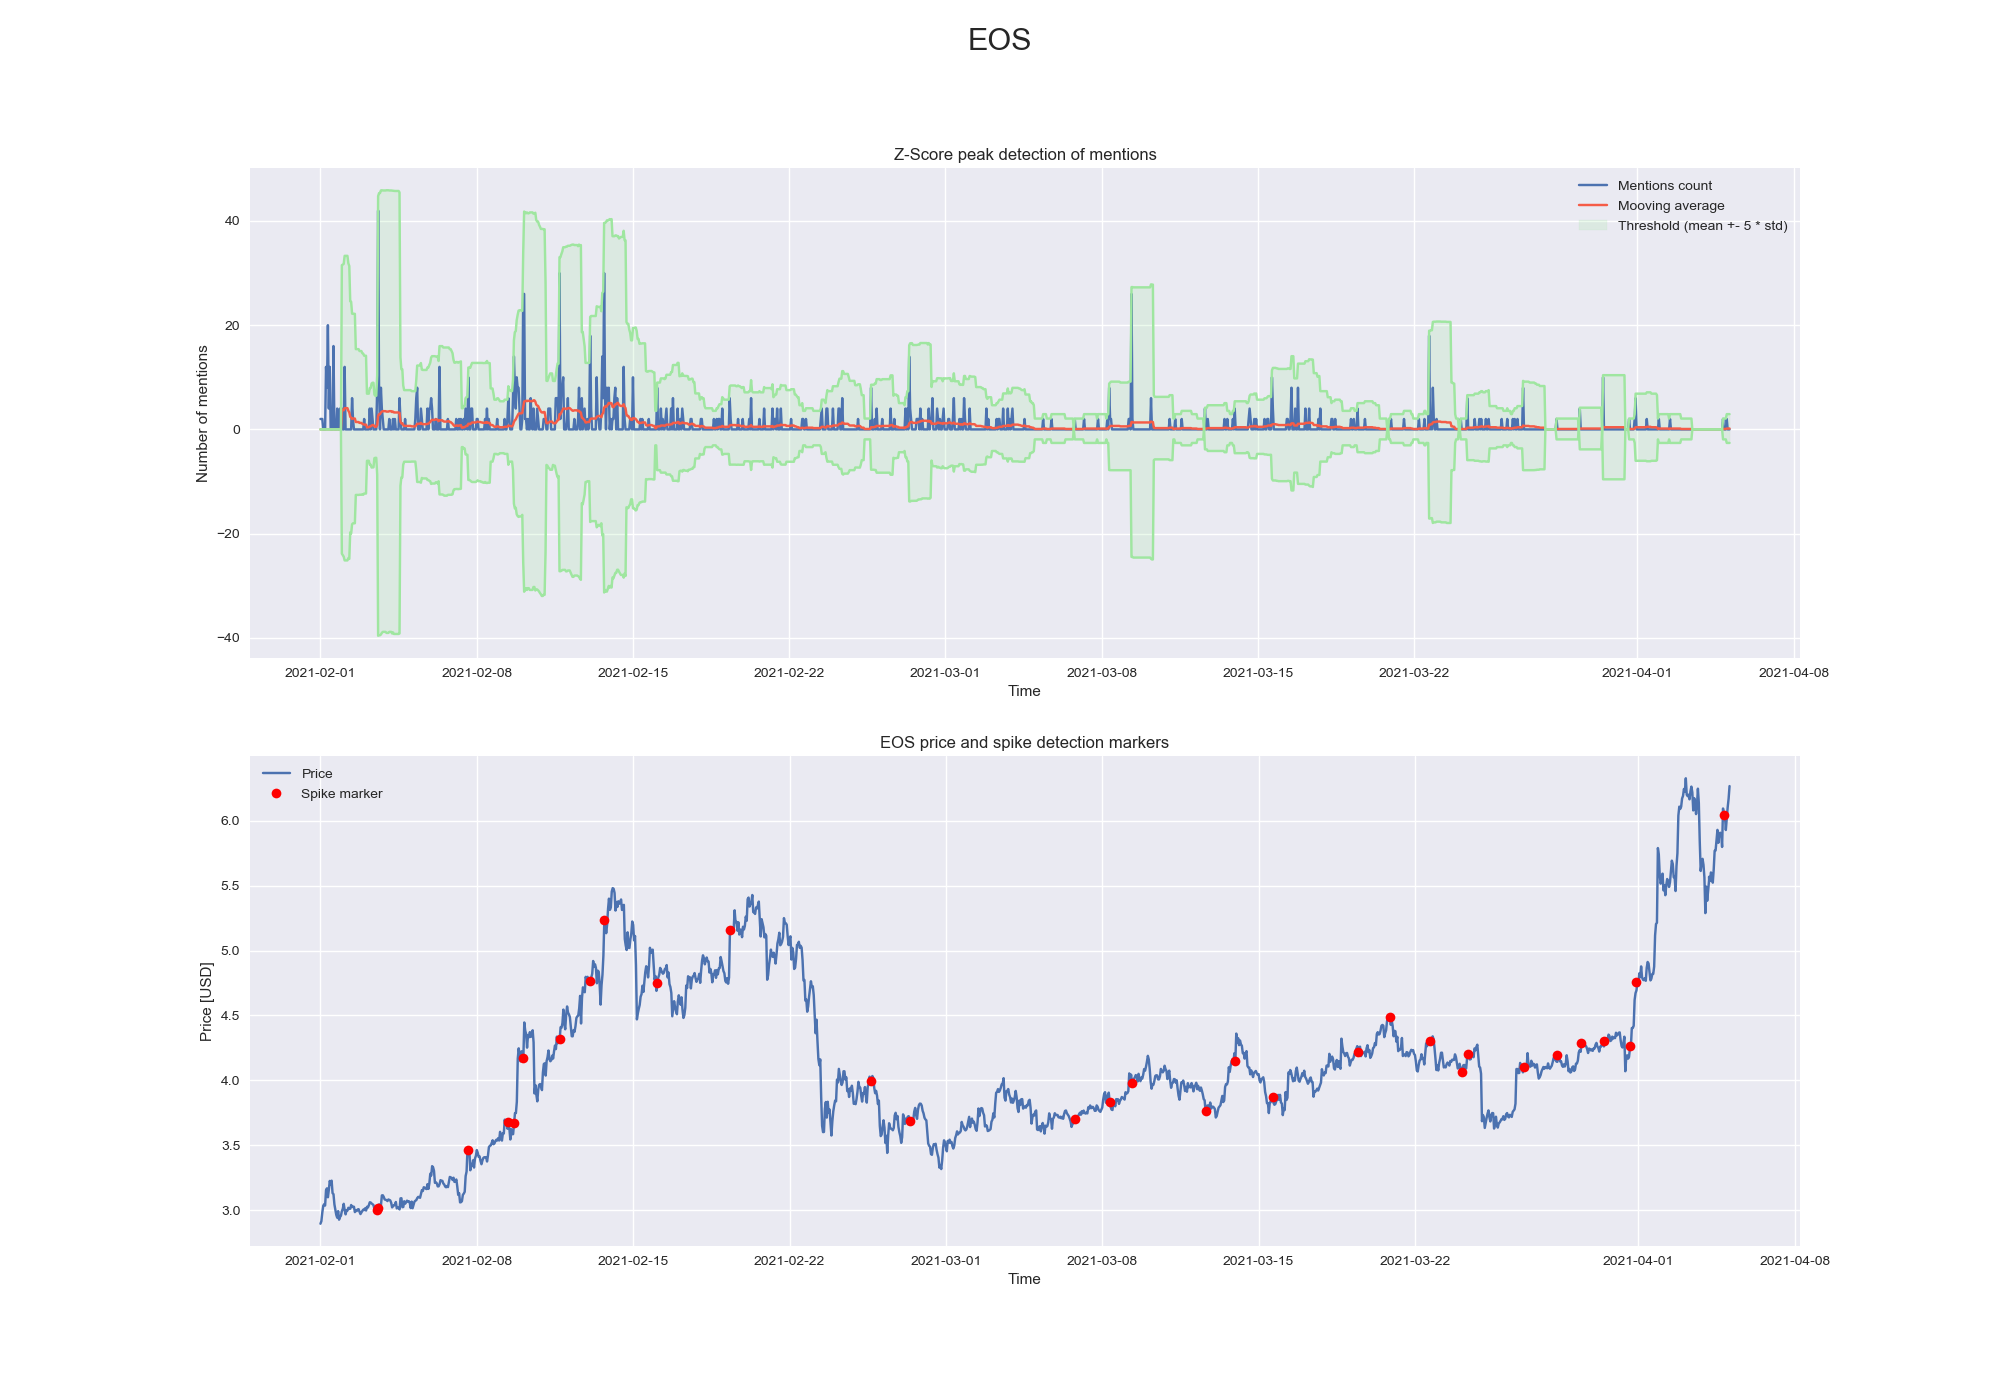 EOS
Z-Score peak detection of mentions
Mentions count
Mooving average
Threshold (mean +- 5 * std)
Number of mentions
40
20
0
−20
−40
2021-02-01 2021-02-08 2021-02-15 2021-02-22 2021-03-01 2021-03-08 2021-03-15 2021-03-22 2021-04-01 2021-04-08
Time
EOS price and spike detection markers
Price
Spike marker
Price [USD]
6.0
5.5
5.0
4.5
4.0
3.5
3.0
2021-02-01 2021-02-08 2021-02-15 2021-02-22 2021-03-01 2021-03-08 2021-03-15 2021-03-22 2021-04-01 2021-04-08
Time